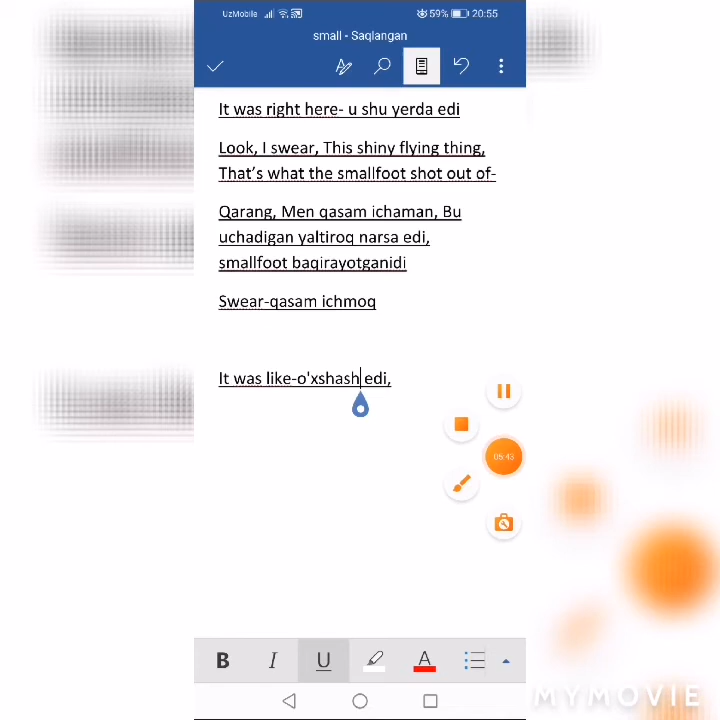 UzMobile 59% 20:55
small - Saqlangan
It was right here- u shu yerda edi
Look, I swear, This shiny flying thing,
That's what the smallfoot shot out of-
Qarang, Men qasam ichaman, Bu
uchadigan yaltiroq narsa edi,
smallfoot baqirayotganidi
Swear-qasam ichmoq
It was like-o'xshash edi,
05:43
B I U A
MYMOVIE